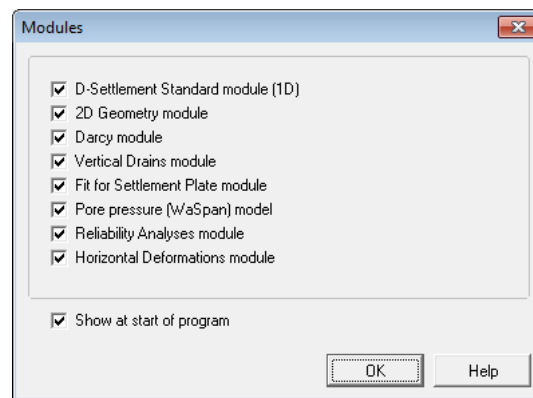 Modules
D-Settlement Standard module (1D)
2D Geometry module
Darcy module
Vertical Drains module
Fit for Settlement Plate module
Pore pressure (WaSpan) model
Reliability Analyses module
Horizontal Deformations module
Show at start of program
OK Help